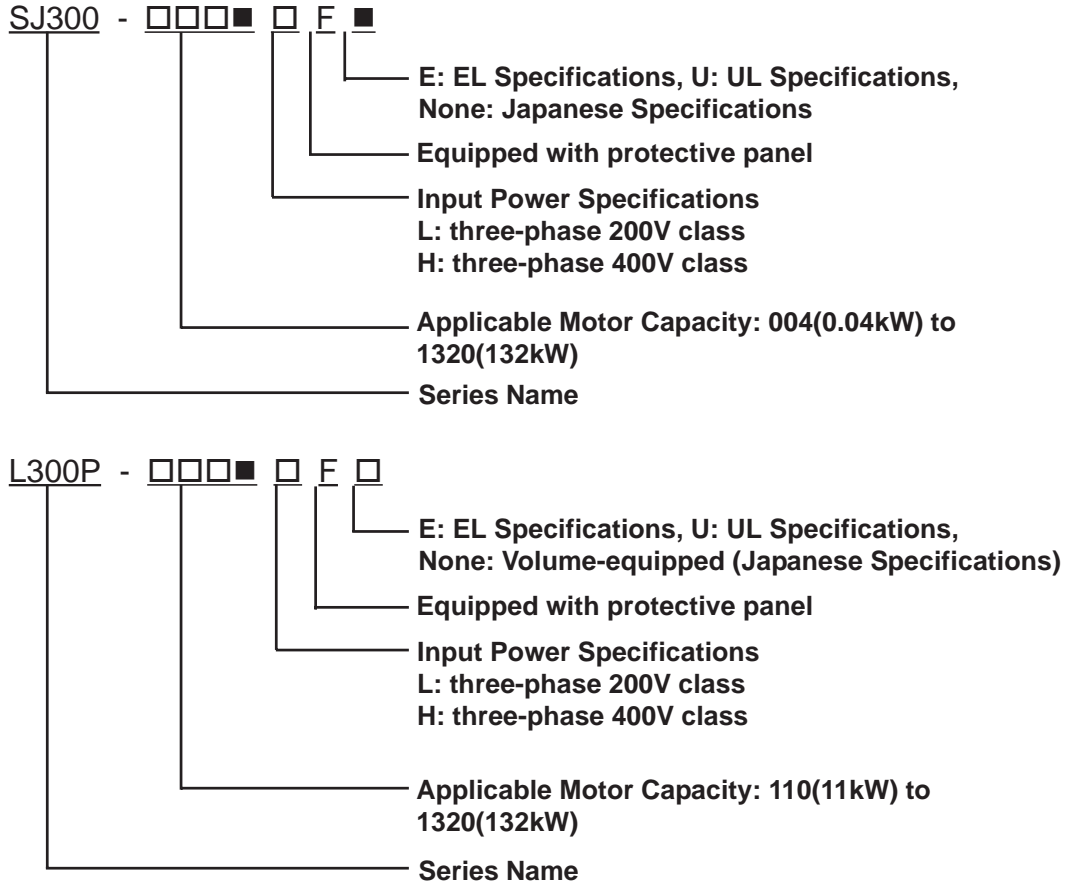 SJ300 - □□□■ □ F ■
E: EL Specifications, U: UL Specifications,
None: Japanese Specifications
Equipped with protective panel
Input Power Specifications
L: three-phase 200V class
H: three-phase 400V class
Applicable Motor Capacity: 004(0.04kW) to
1320(132kW)
Series Name
L300P - □□□■ □ F □
E: EL Specifications, U: UL Specifications,
None: Volume-equipped (Japanese Specifications)
Equipped with protective panel
Input Power Specifications
L: three-phase 200V class
H: three-phase 400V class
Applicable Motor Capacity: 110(11kW) to
1320(132kW)
Series Name